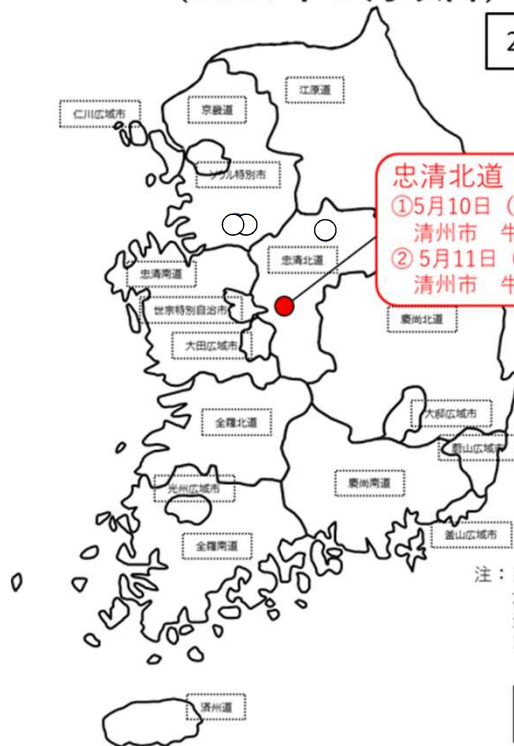 2
江原道
仁川広域市
京畿道
ソウル特別市
忠清北道
①5月10日（
清州市　牛
② 5月11日（
清州市　牛
忠清北道
忠清南道
世宗特別自治市
大田広域市
慶尚北道
大邱広域市
全羅北道
蔚山広域市
慶尚南道
光州広域市
釜山広域市
全羅南道
注：
済州道